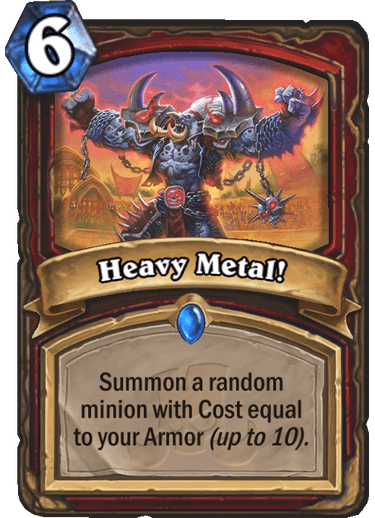 6
Heavy Metal!
Summon a random
minion with Cost equal
to your Armor (up to 10).